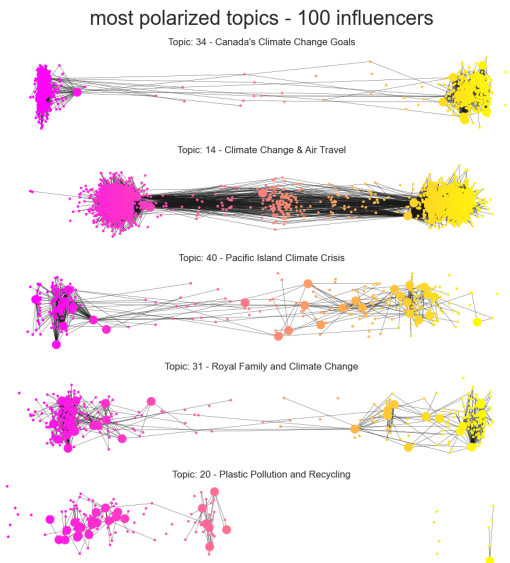 most polarized topics - 100 influencers
Topic: 34 - Canada's Climate Change Goals
Topic: 14 - Climate Change & Air Travel
Topic: 40 - Pacific Island Climate Crisis
Topic: 31 - Royal Family and Climate Change
Topic: 20 - Plastic Pollution and Recycling